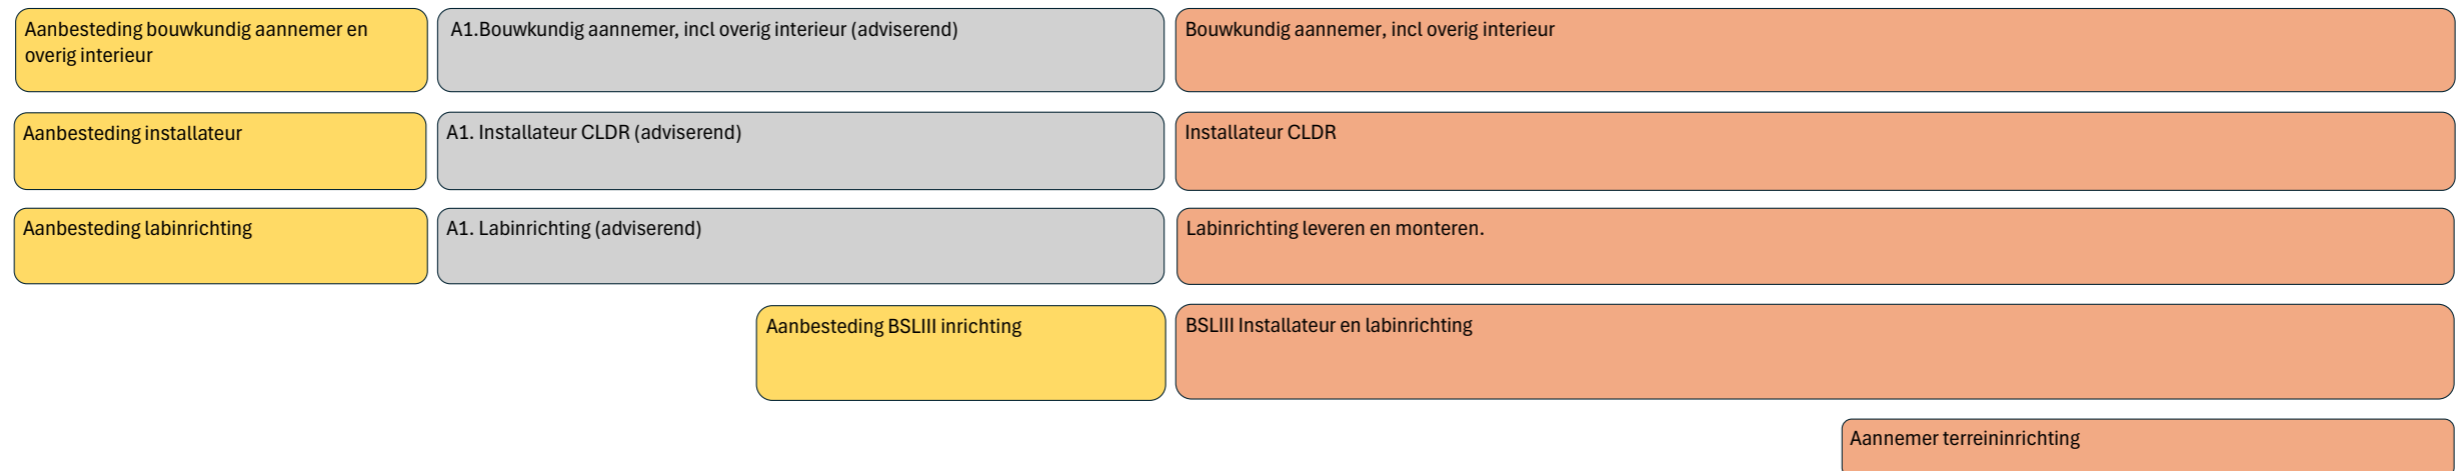 Aanbesteding bouwkundig aannemer en
overig interieur
A1.Bouwkundig aannemer, incl overig interieur (adviserend)
Bouwkundig aannemer, incl overig interieur
Aanbesteding installateur
A1. Installateur CLDR (adviserend)
Installateur CLDR
Aanbesteding labinrichting
A1. Labinrichting (adviserend)
Labinrichting leveren en monteren.
Aanbesteding BSLIII inrichting
BSLIII Installateur en labinrichting
Aannemer terreininrichting